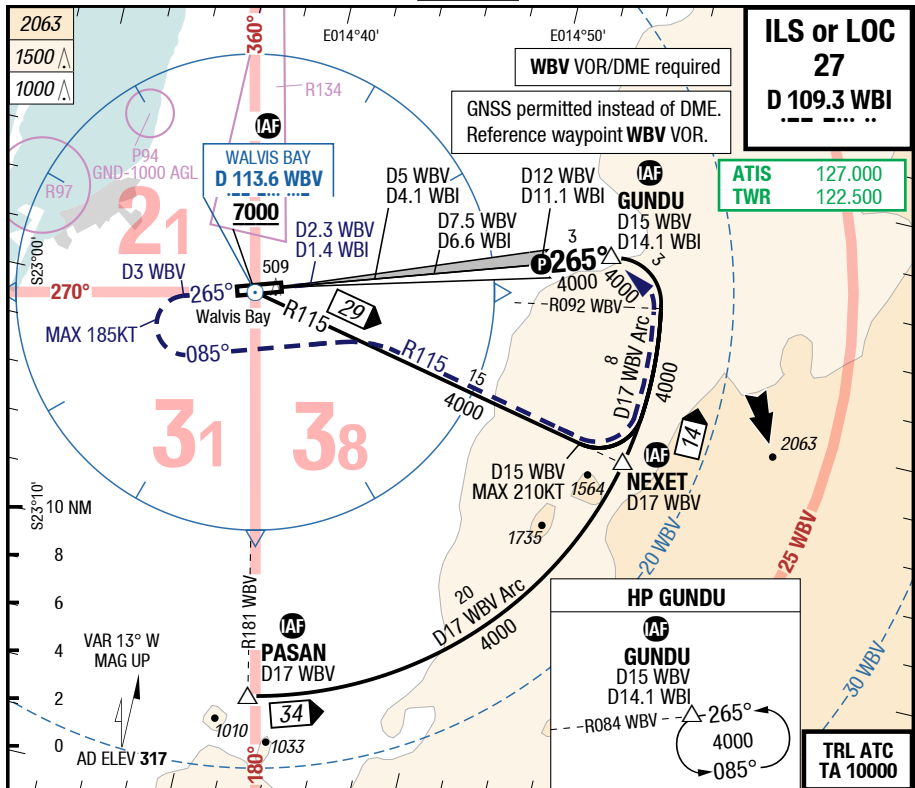 2063
1500
1000
E014°40'
E014°50'
360°
R134
WBV VOR/DME required
GNSS permitted instead of DME.
Reference waypoint WBV VOR.
ILS or LOC
27
D 109.3 WBI
ATIS 127.000
TWR 122.500
P94
GND-1000 AGL
R97
IAF
WALVIS BAY
D 113.6 WBV
7000
D2.3 WBV
D1.4 WBI
D5 WBV
D4.1 WBI
D7.5 WBV
D6.6 WBI
D12 WBV
D11.1 WBI
IAF
GUNDU
D15 WBV
D14.1 WBI
21
S23°00'
D3 WBV
270°
265°
509
Walvis Bay
MAX 185KT
085°
R115
29
R115
15
4000
P
265°
3
4000
3
4000
R092 WBV
8
D17 WBV Arc
4000
31
38
D15 WBV
MAX 210KT
1564
1735
14
IAF
NEXET
D17 WBV
2063
S23°10'
10 NM
8
6
4
2
0
20 WBV
25 WBV
30 WBV
R181 WBV
20
D17 WBV Arc
4000
IAF
PASAN
D17 WBV
34
VAR 13° W
MAG UP
1010
1033
AD ELEV 317
180°
HP GUNDU
IAF
GUNDU
D15 WBV
D14.1 WBI
R084 WBV
265°
4000
085°
TRL ATC
TA 10000